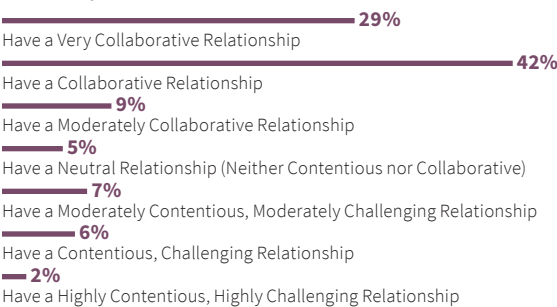 29%
Have a Very Collaborative Relationship
42%
Have a Collaborative Relationship
9%
Have a Moderately Collaborative Relationship
5%
Have a Neutral Relationship (Neither Contentious nor Collaborative)
7%
Have a Moderately Contentious, Moderately Challenging Relationship
6%
Have a Contentious, Challenging Relationship
2%
Have a Highly Contentious, Highly Challenging Relationship